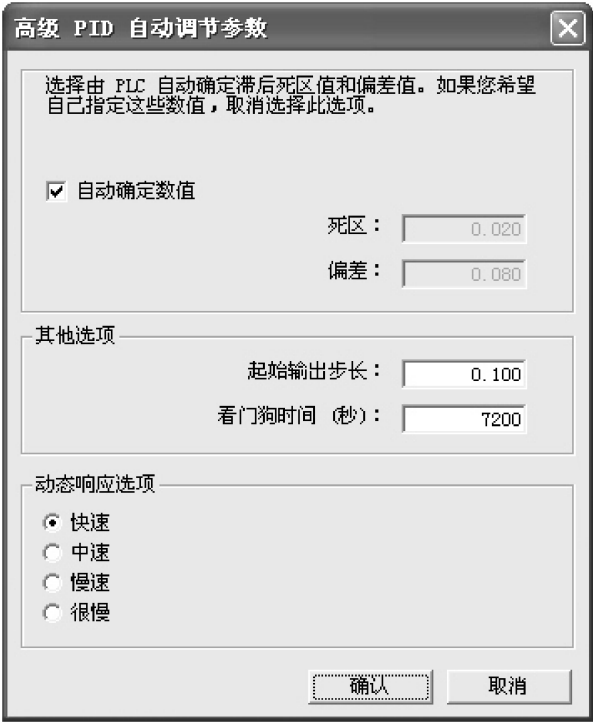 高级 PID 自动调节参数
选择由 PLC 自动确定滞后死区值和偏差值。如果您希望
自己指定这些数值，取消选择此选项。
自动确定数值
死区： 0.020
偏差： 0.080
其他选项
起始输出步长： 0.100
看门狗时间 (秒)： 7200
动态响应选项
快速
中速
慢速
很慢
确认 取消